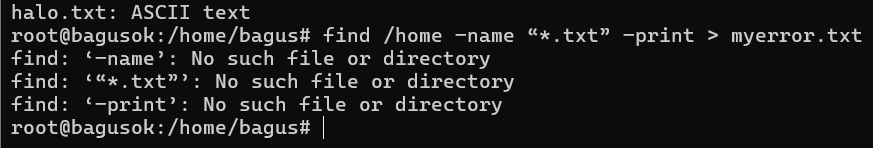 halo.txt: ASCII text
root@bagusok:/home/bagus# find /home –name “*.txt” –print > myerror.txt
find: ‘–name’: No such file or directory
find: ‘“*.txt”’: No such file or directory
find: ‘–print’: No such file or directory
root@bagusok:/home/bagus#